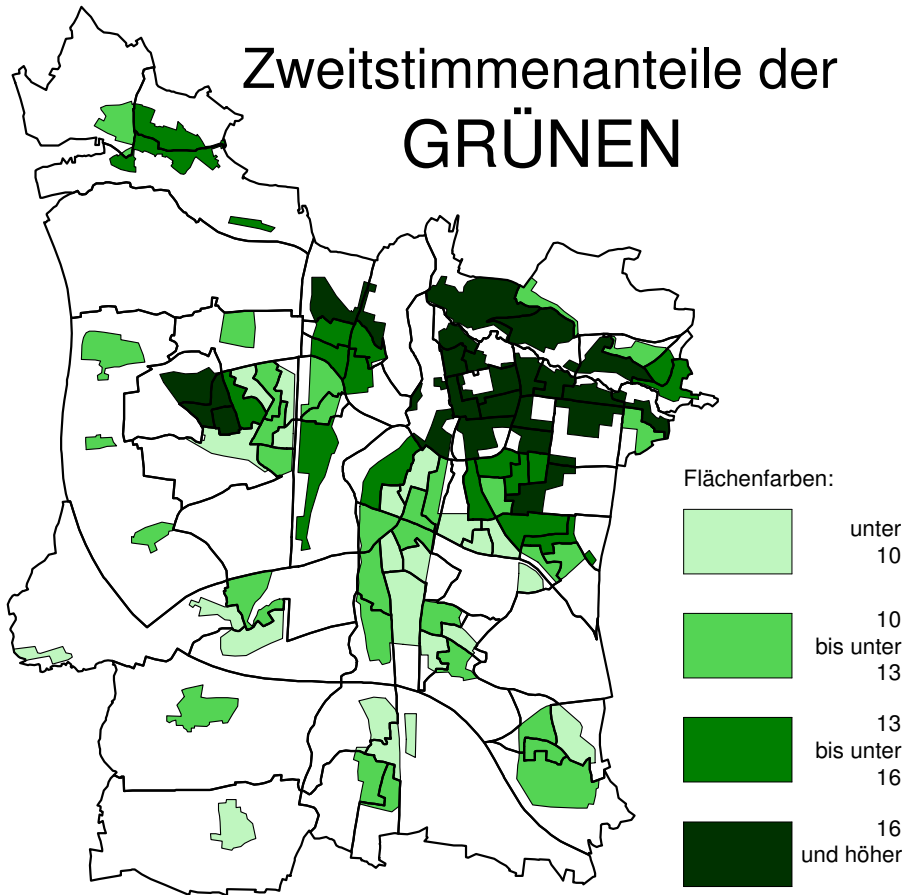 Zweitstimmenanteile der
GRÜNEN
Flächenfarben:
unter
10
10
bis unter
13
13
bis unter
16
16
und höher